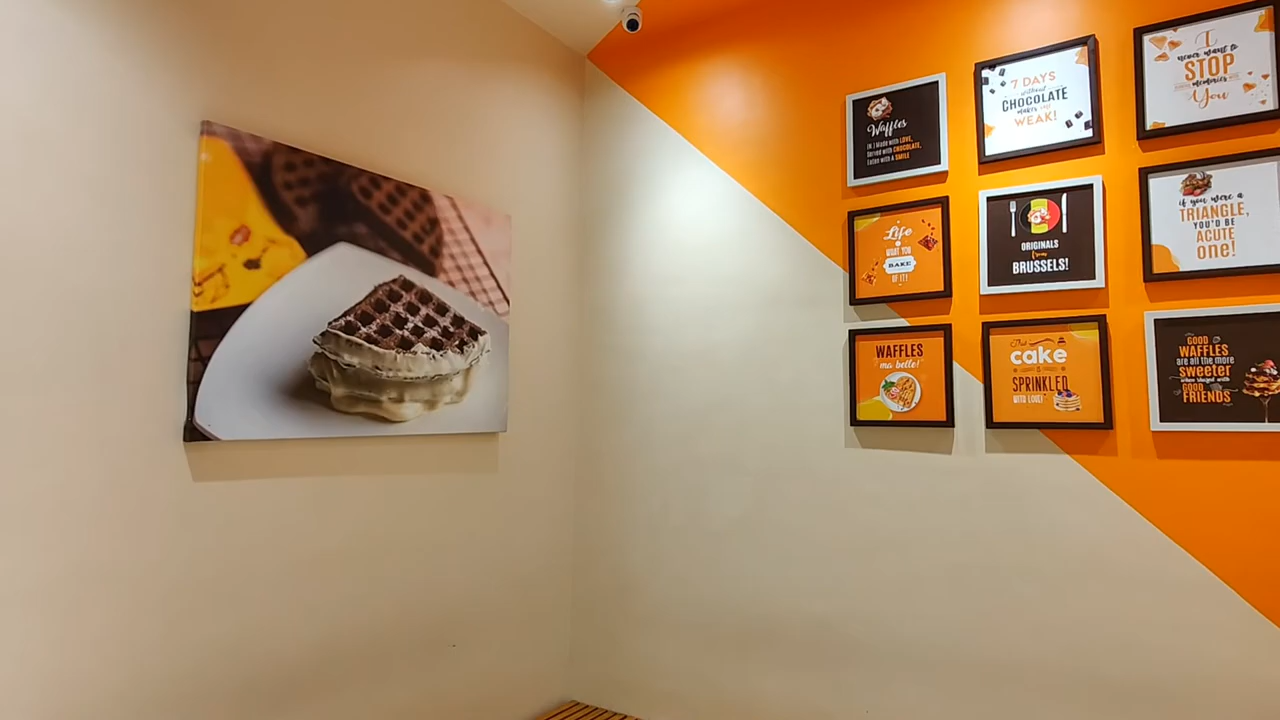 Waffles
(N.) Made with LOVE,
Served with CHOCOLATE,
Eaten with A SMILE
7 DAYS
without
CHOCOLATE
makes one
WEAK!
I
never want to
STOP
memories
You
Life
is
WHAT YOU
BAKE
OF IT!
ORIGINALS
from
BRUSSELS!
if you were a
TRIANGLE,
YOU'D BE
ACUTE
one!
WAFFLES
ma belle!
This
cake
is
SPRINKLED
WITH LOVE!
GOOD
WAFFLES
are all the more
sweeter
when shared with
GOOD
FRIENDS